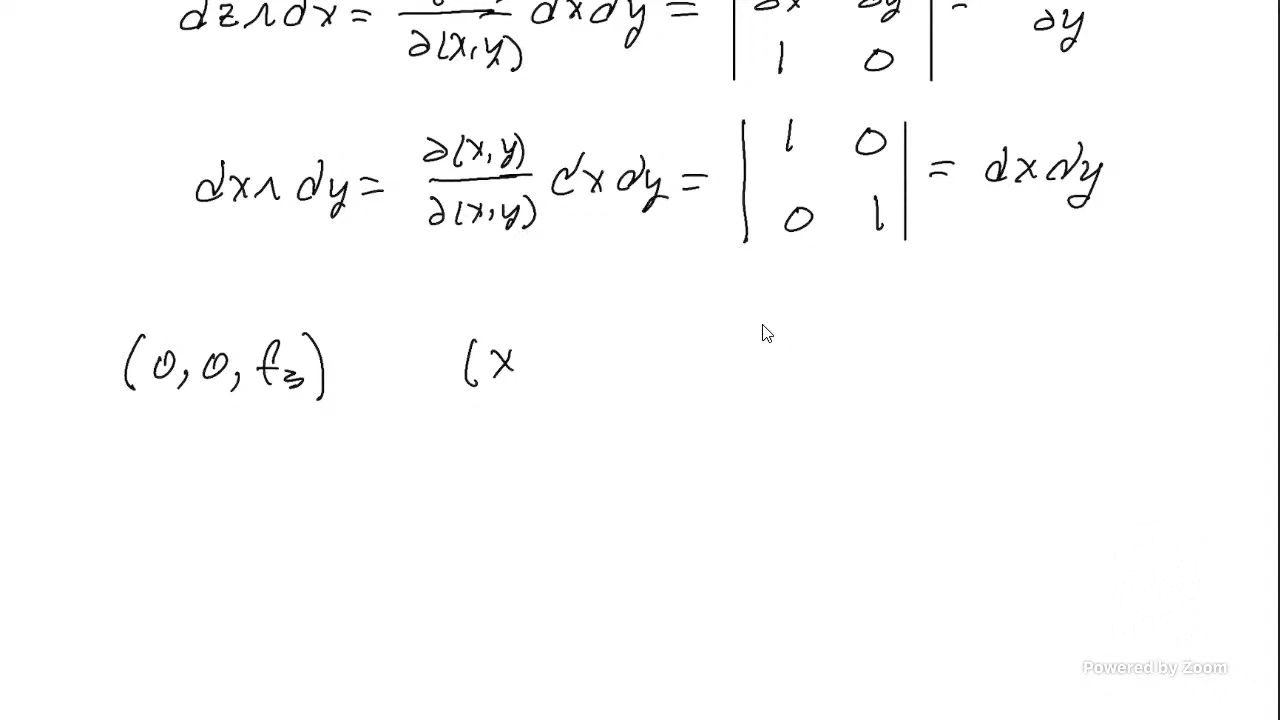 dz∧dx = ∂(x,y) dxdy = | ∂x ∂y | = ∂y
1 0
dx∧dy = ∂(x,y)/∂(x,y) dxdy = | 1 0 | = dxdy
0 1
(0, 0, f₃) (x
Powered by Zoom